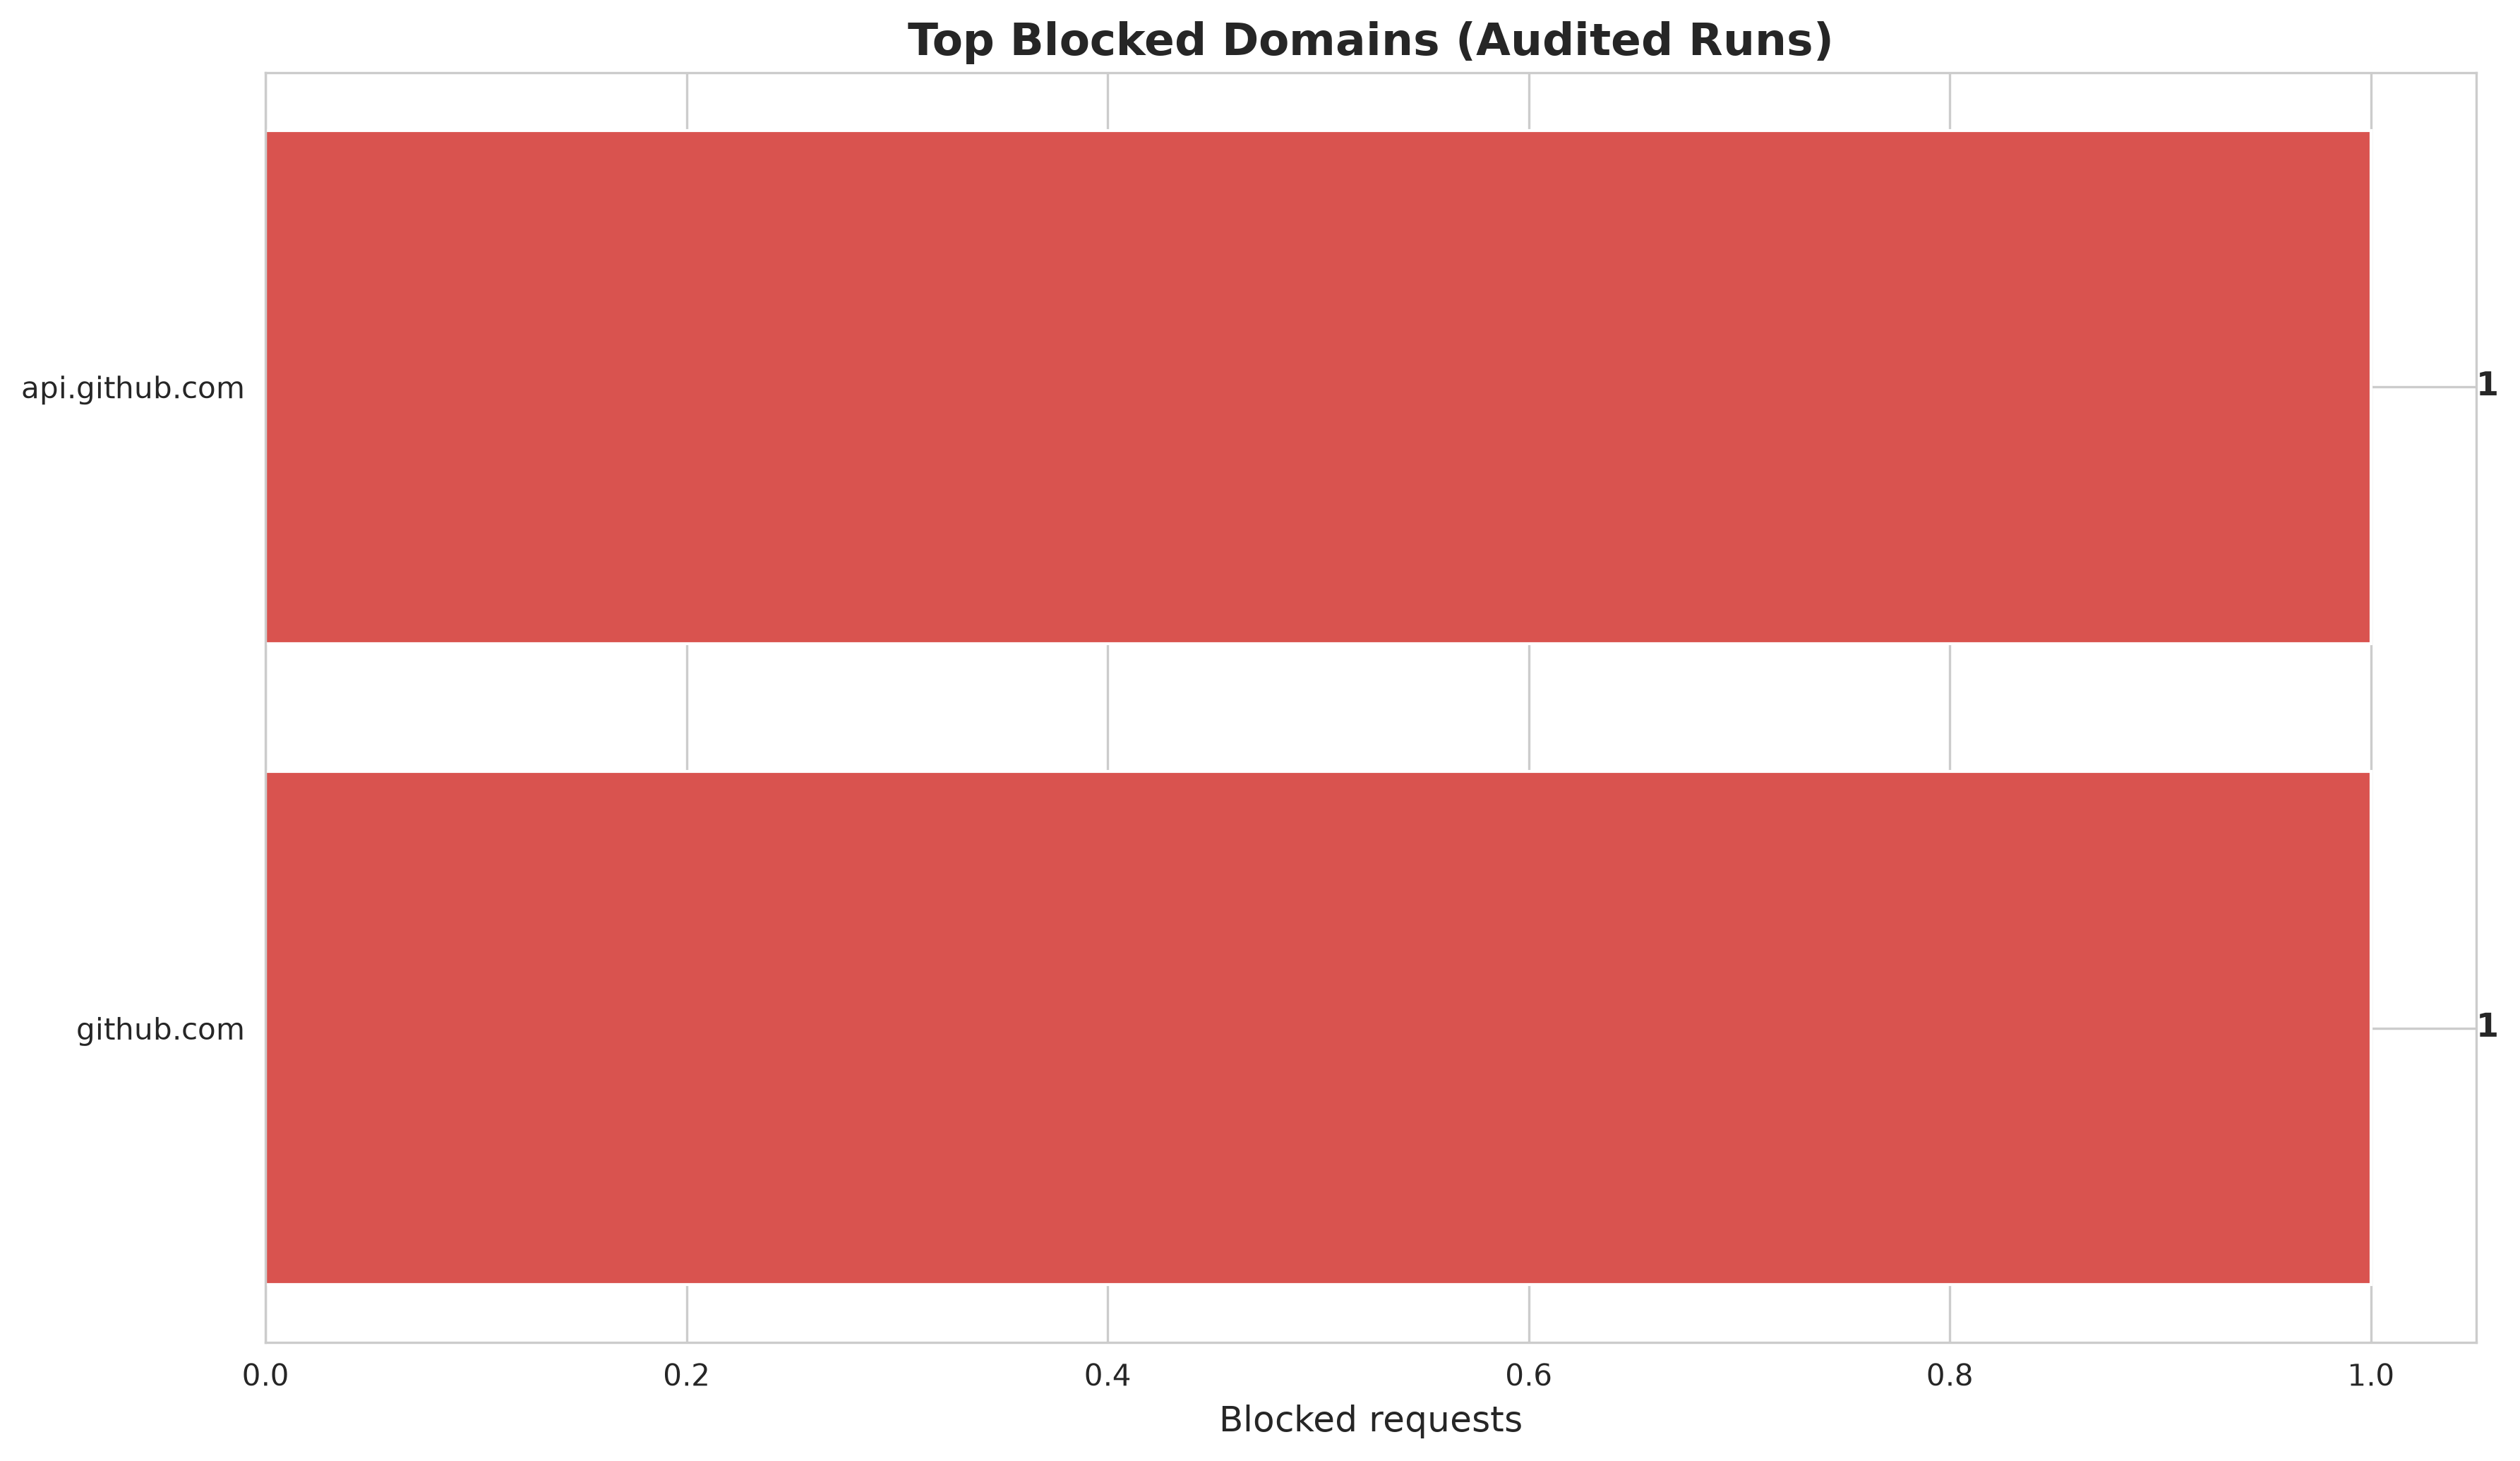 Top Blocked Domains (Audited Runs)
api.github.com
1
github.com
1
0.0 0.2 0.4 0.6 0.8 1.0
Blocked requests